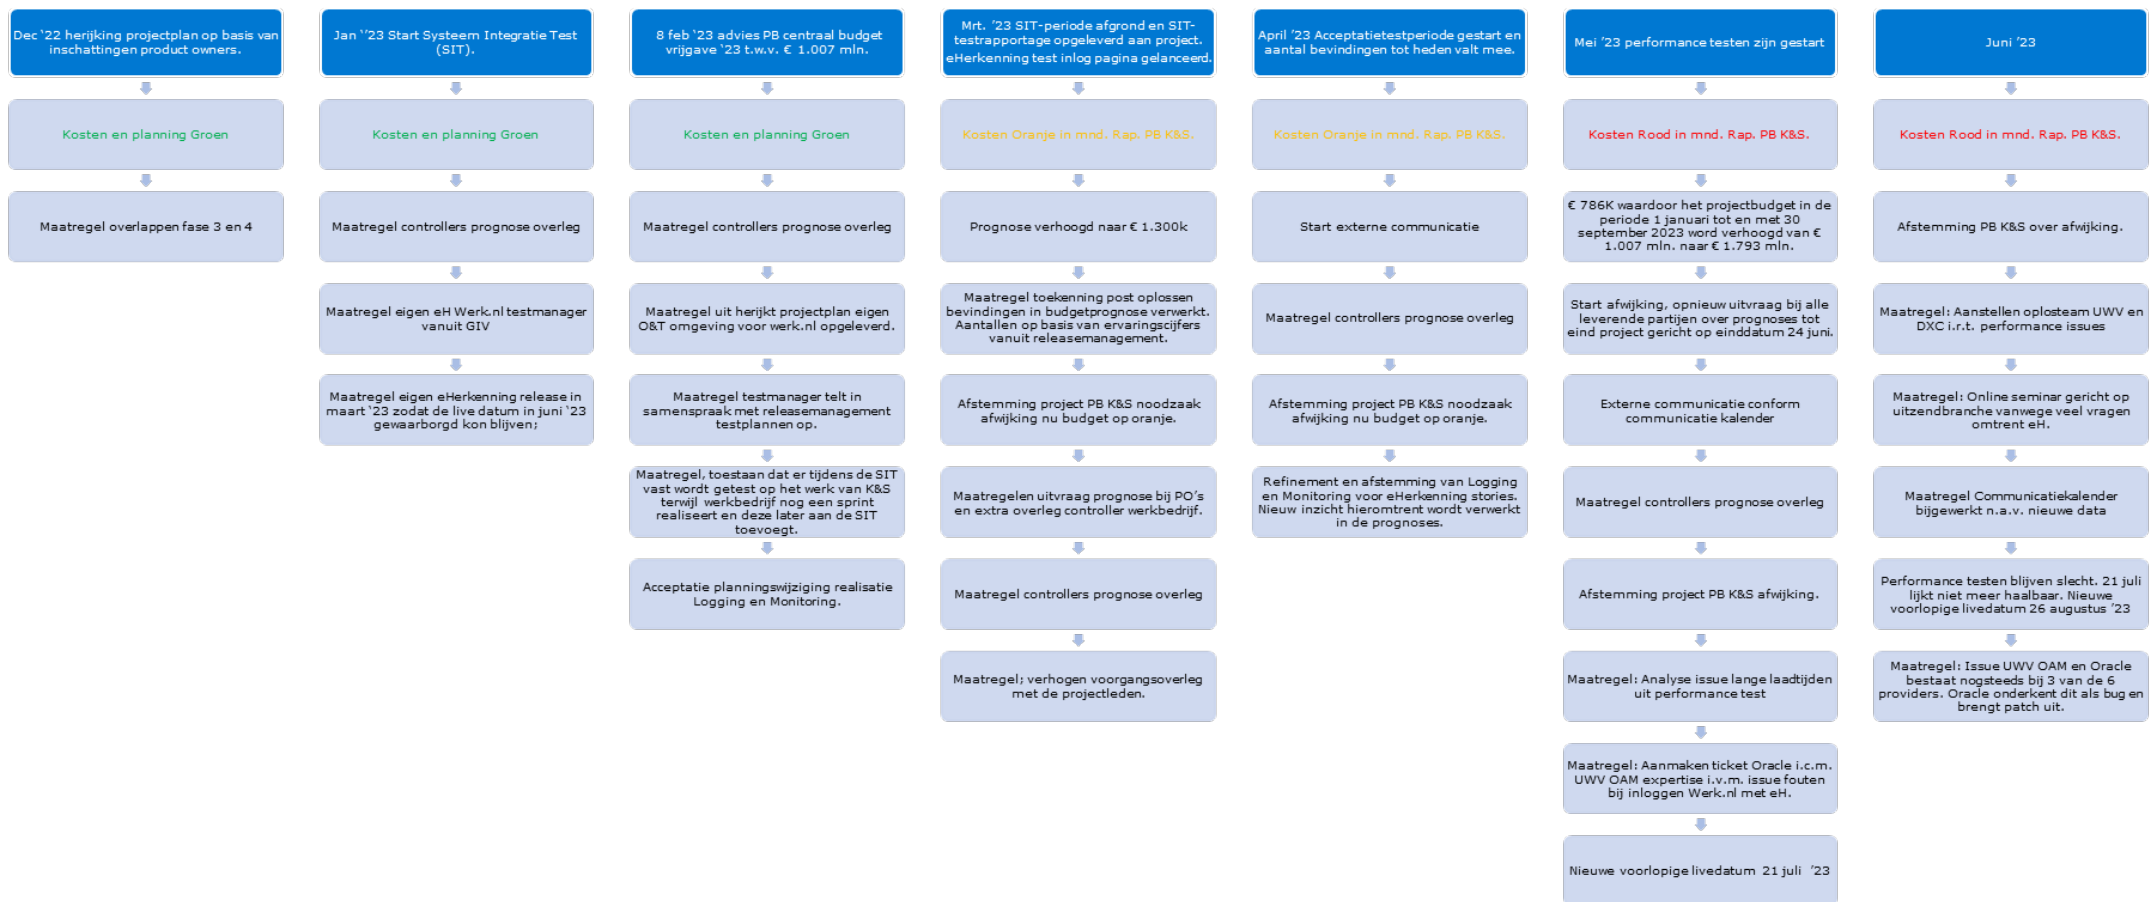 Dec ‘22 herijking projectplan op basis van
inschattingen product owners.
Kosten en planning Groen
Maatregel overlappen fase 3 en 4
Jan ‘’23 Start Systeem Integratie Test
(SIT).
Kosten en planning Groen
Maatregel controllers prognose overleg
Maatregel eigen eH Werk.nl testmanager
vanuit GIV
Maatregel eigen eHerkenning release in
maart ‘23 zodat de live datum in juni ‘23
gewaarborgd kon blijven;
8 feb ‘23 advies PB centraal budget
vrijgave ‘23 t.w.v. € 1.007 mln.
Kosten en planning Groen
Maatregel controllers prognose overleg
Maatregel uit herijkt projectplan eigen
O&T omgeving voor werk.nl opgeleverd.
Maatregel testmanager telt in
samenspraak met releasemanagement
testplannen op.
Maatregel, toestaan dat er tijdens de SIT
vast wordt getest op het werk van K&S
terwijl werkbedrijf nog een sprint
realiseert en deze later aan de SIT
toevoegt.
Acceptatie planningswijziging realisatie
Logging en Monitoring.
Mrt. ’23 SIT-periode afgrond en SIT-
testrapportage opgeleverd aan project.
eHerkenning test inlog pagina gelanceerd.
Kosten Oranje in mnd. Rap. PB K&S.
Prognose verhoogd naar € 1.300k
Maatregel toekenning post oplossen
bevindingen in budgetprognose verwerkt.
Aantallen op basis van ervaringscijfers
vanuit releasemanagement.
Afstemming project PB K&S noodzaak
afwijking nu budget op oranje.
Maatregelen uitvraag prognose bij PO’s
en extra overleg controller werkbedrijf.
Maatregel controllers prognose overleg
Maatregel; verhogen voorgangsoverleg
met de projectleden.
April ’23 Acceptatietestperiode gestart en
aantal bevindingen tot heden valt mee.
Kosten Oranje in mnd. Rap. PB K&S.
Start externe communicatie
Maatregel controllers prognose overleg
Afstemming project PB K&S noodzaak
afwijking nu budget op oranje.
Refinement en afstemming van Logging
en Monitoring voor eHerkenning stories.
Nieuw inzicht hieromtrent wordt verwerkt
in de prognoses.
Mei ’23 performance testen zijn gestart
Kosten Rood in mnd. Rap. PB K&S.
€ 786K waardoor het projectbudget in de
periode 1 januari tot en met 30
september 2023 word verhoogd van €
1.007 mln. naar € 1.793 mln.
Start afwijking, opnieuw uitvraag bij alle
leverende partijen over prognoses tot
eind project gericht op einddatum 24 juni.
Externe communicatie conform
communicatie kalender
Maatregel controllers prognose overleg
Afstemming project PB K&S afwijking.
Maatregel: Analyse issue lange laadtijden
uit performance test
Maatregel: Aanmaken ticket Oracle i.c.m.
UWV OAM expertise i.v.m. issue fouten
bij inloggen Werk.nl met eH.
Nieuwe voorlopige livedatum 21 juli ’23
Juni ’23
Kosten Rood in mnd. Rap. PB K&S.
Afstemming PB K&S over afwijking.
Maatregel: Aanstellen oplosteam UWV en
DXC i.r.t. performance issues
Maatregel: Online seminar gericht op
uitzendbranche vanwege veel vragen
omtrent eH.
Maatregel Communicatiekalender
bijgewerkt n.a.v. nieuwe data
Performance testen blijven slecht. 21 juli
lijkt niet meer haalbaar. Nieuwe
voorlopige livedatum 26 augustus ’23
Maatregel: Issue UWV OAM en Oracle
bestaat nogsteeds bij 3 van de 6
providers. Oracle onderkent dit als bug en
brengt patch uit.